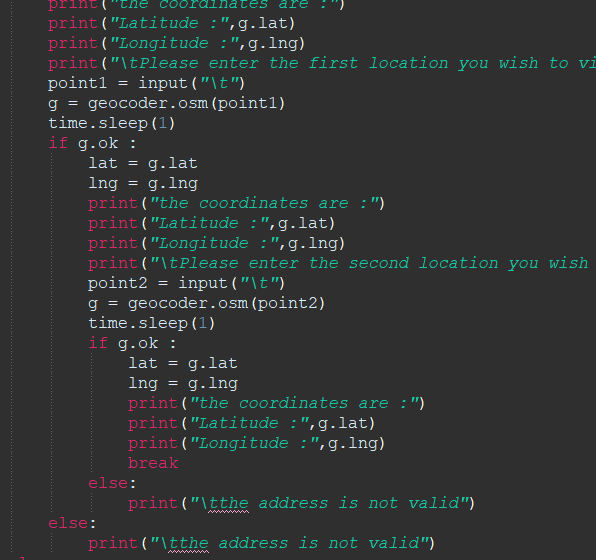 print("the coordinates are :")
print("Latitude :",g.lat)
print("Longitude :",g.lng)
print("\tPlease enter the first location you wish to vi
point1 = input("\t")
g = geocoder.osm(point1)
time.sleep(1)
if g.ok :
lat = g.lat
lng = g.lng
print("the coordinates are :")
print("Latitude :",g.lat)
print("Longitude :",g.lng)
print("\tPlease enter the second location you wish
point2 = input("\t")
g = geocoder.osm(point2)
time.sleep(1)
if g.ok :
lat = g.lat
lng = g.lng
print("the coordinates are :")
print("Latitude :",g.lat)
print("Longitude :",g.lng)
break
else:
print("\tthe address is not valid")
else:
print("\tthe address is not valid")